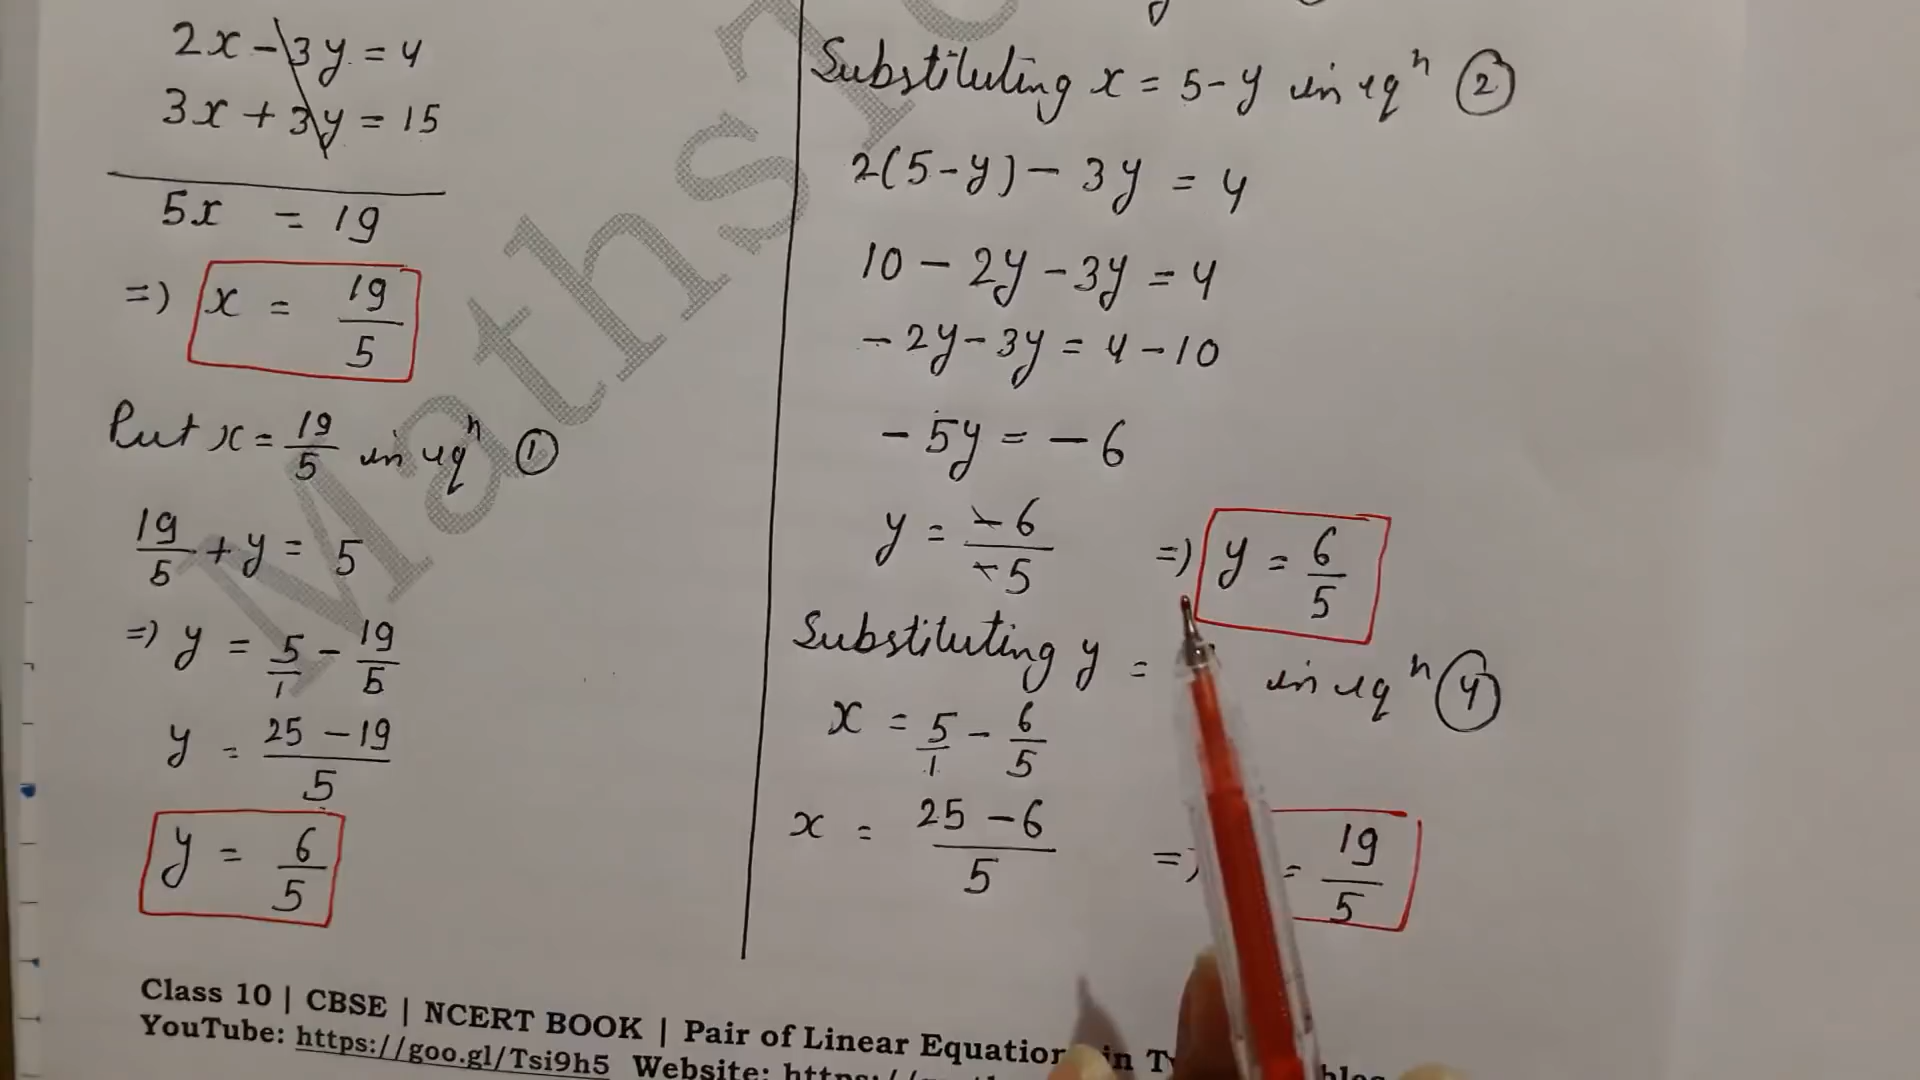 2x - 3y = 4
3x + 3y = 15
5x = 19
=) x = 19/5
Put x = 19/5 in eqⁿ ①
19/5 + y = 5
=) y = 5/1 - 19/5
y = 25 - 19/5
y = 6/5
Substituting x = 5 - y in eqⁿ ②
2(5 - y) - 3y = 4
10 - 2y - 3y = 4
- 2y - 3y = 4 - 10
- 5y = - 6
y = -6/-5 =) y = 6/5
Substituting y = in eqⁿ ④
x = 5/1 - 6/5
x = 25 - 6/5 =) = 19/5
Class 10 | CBSE | NCERT BOOK | Pair of Linear Equation in
YouTube: https://goo.gl/Tsi9h5 Website:
Maths